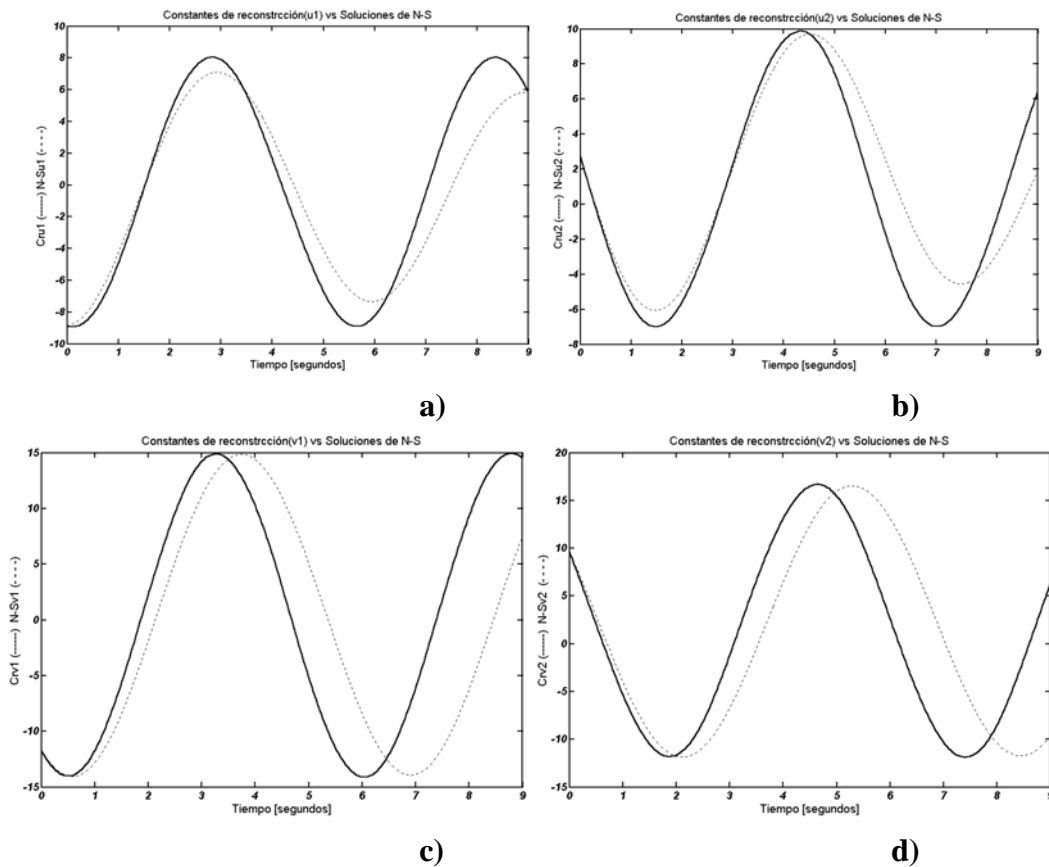 Constantes de reconstrcción(u1) vs Soluciones de N-S
10
8
6
4
2
0
-2
-4
-6
-8
-10
Cru1 (------) N-Su1 (- - - -)
0 1 2 3 4 5 6 7 8 9
Tiempo [segundos]
a)
Constantes de reconstrcción(u2) vs Soluciones de N-S
10
8
6
4
2
0
-2
-4
-6
-8
Cru2 (------) N-Su2 (- - - -)
0 1 2 3 4 5 6 7 8 9
Tiempo [segundos]
b)
Constantes de reconstrcción(v1) vs Soluciones de N-S
15
10
5
0
-5
-10
-15
Crv1 (------) N-Sv1 (- - - -)
0 1 2 3 4 5 6 7 8 9
Tiempo [segundos]
c)
Constantes de reconstrcción(v2) vs Soluciones de N-S
20
15
10
5
0
-5
-10
-15
Crv2 (------) N-Sv2 (- - - -)
0 1 2 3 4 5 6 7 8 9
Tiempo [segundos]
d)